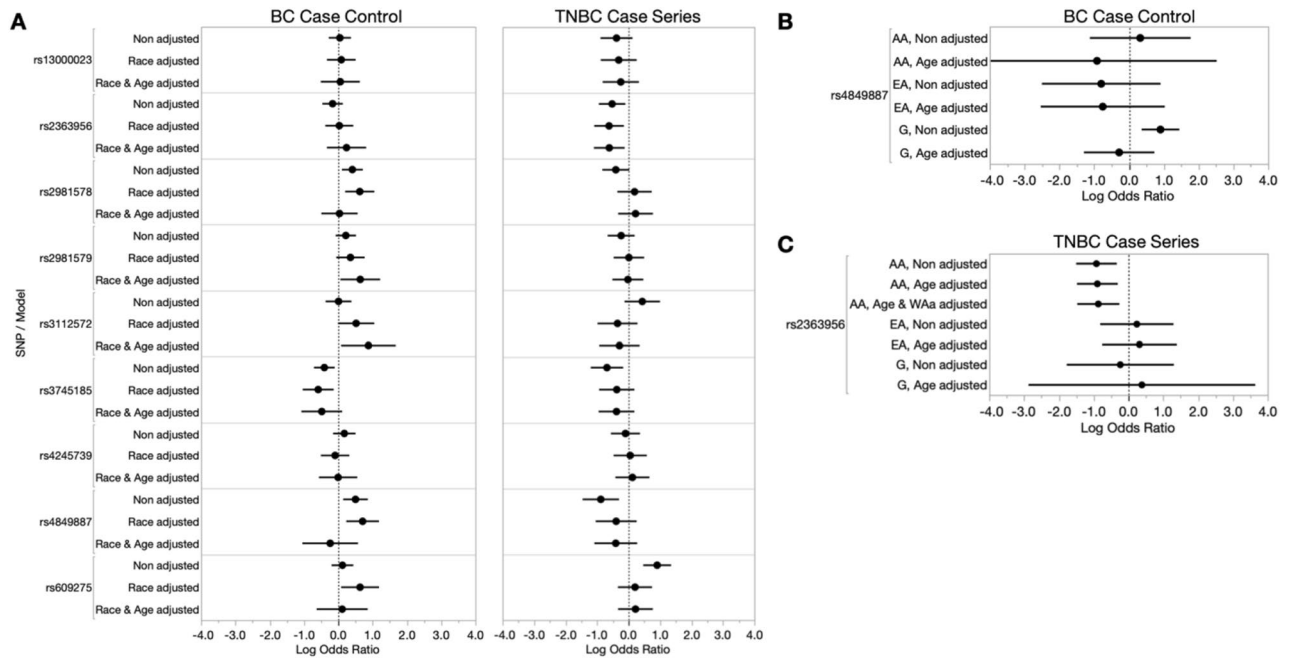 A
BC Case Control
TNBC Case Series
SNP / Model
rs13000023
Non adjusted
Race adjusted
Race & Age adjusted
rs2363956
Non adjusted
Race adjusted
Race & Age adjusted
rs2981578
Non adjusted
Race adjusted
Race & Age adjusted
rs2981579
Non adjusted
Race adjusted
Race & Age adjusted
rs3112572
Non adjusted
Race adjusted
Race & Age adjusted
rs3745185
Non adjusted
Race adjusted
Race & Age adjusted
rs4245739
Non adjusted
Race adjusted
Race & Age adjusted
rs4849887
Non adjusted
Race adjusted
Race & Age adjusted
rs609275
Non adjusted
Race adjusted
Race & Age adjusted
-4.0 -3.0 -2.0 -1.0 0.0 1.0 2.0 3.0 4.0
Log Odds Ratio
-4.0 -3.0 -2.0 -1.0 0.0 1.0 2.0 3.0 4.0
Log Odds Ratio
B
BC Case Control
rs4849887
AA, Non adjusted
AA, Age adjusted
EA, Non adjusted
EA, Age adjusted
G, Non adjusted
G, Age adjusted
-4.0 -3.0 -2.0 -1.0 0.0 1.0 2.0 3.0 4.0
Log Odds Ratio
C
TNBC Case Series
rs2363956
AA, Non adjusted
AA, Age adjusted
AA, Age & WAa adjusted
EA, Non adjusted
EA, Age adjusted
G, Non adjusted
G, Age adjusted
-4.0 -3.0 -2.0 -1.0 0.0 1.0 2.0 3.0 4.0
Log Odds Ratio